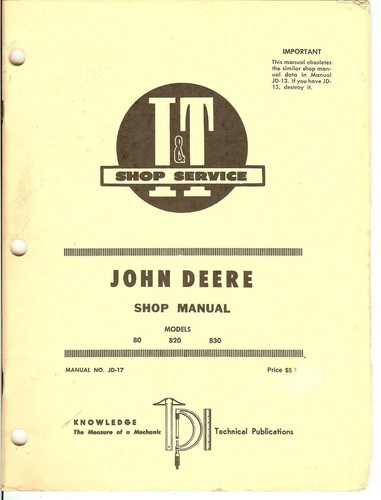 IMPORTANT
This manual obsoletes
the similar shop man-
ual data in Manual
JD-13. If you have JD-
13, destroy it.
I&T
SHOP SERVICE
JOHN DEERE
SHOP MANUAL
MODELS
80 820 830
MANUAL NO. JD-17 Price $5
KNOWLEDGE
The Measure of a Mechanic
Technical Publications